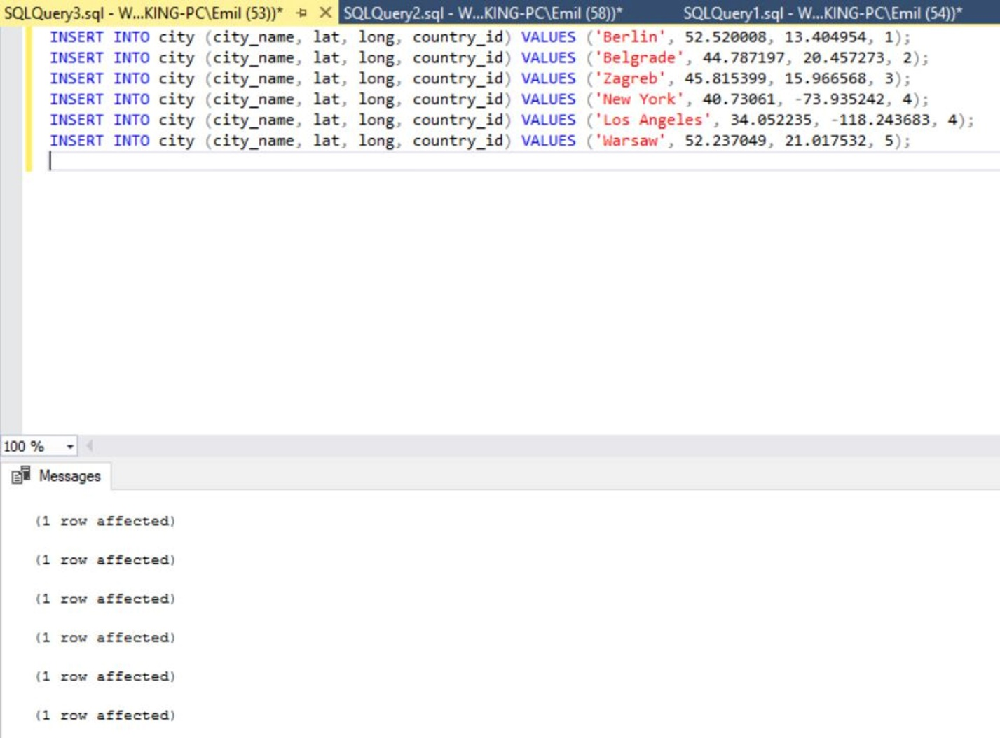 SQLQuery3.sql - W...KING-PC\Emil (53))* SQLQuery2.sql - W...KING-PC\Emil (58))* SQLQuery1.sql - W...KING-PC\Emil (54))*
INSERT INTO city (city_name, lat, long, country_id) VALUES ('Berlin', 52.520008, 13.404954, 1);
INSERT INTO city (city_name, lat, long, country_id) VALUES ('Belgrade', 44.787197, 20.457273, 2);
INSERT INTO city (city_name, lat, long, country_id) VALUES ('Zagreb', 45.815399, 15.966568, 3);
INSERT INTO city (city_name, lat, long, country_id) VALUES ('New York', 40.73061, -73.935242, 4);
INSERT INTO city (city_name, lat, long, country_id) VALUES ('Los Angeles', 34.052235, -118.243683, 4);
INSERT INTO city (city_name, lat, long, country_id) VALUES ('Warsaw', 52.237049, 21.017532, 5);
100 %
Messages
(1 row affected)
(1 row affected)
(1 row affected)
(1 row affected)
(1 row affected)
(1 row affected)